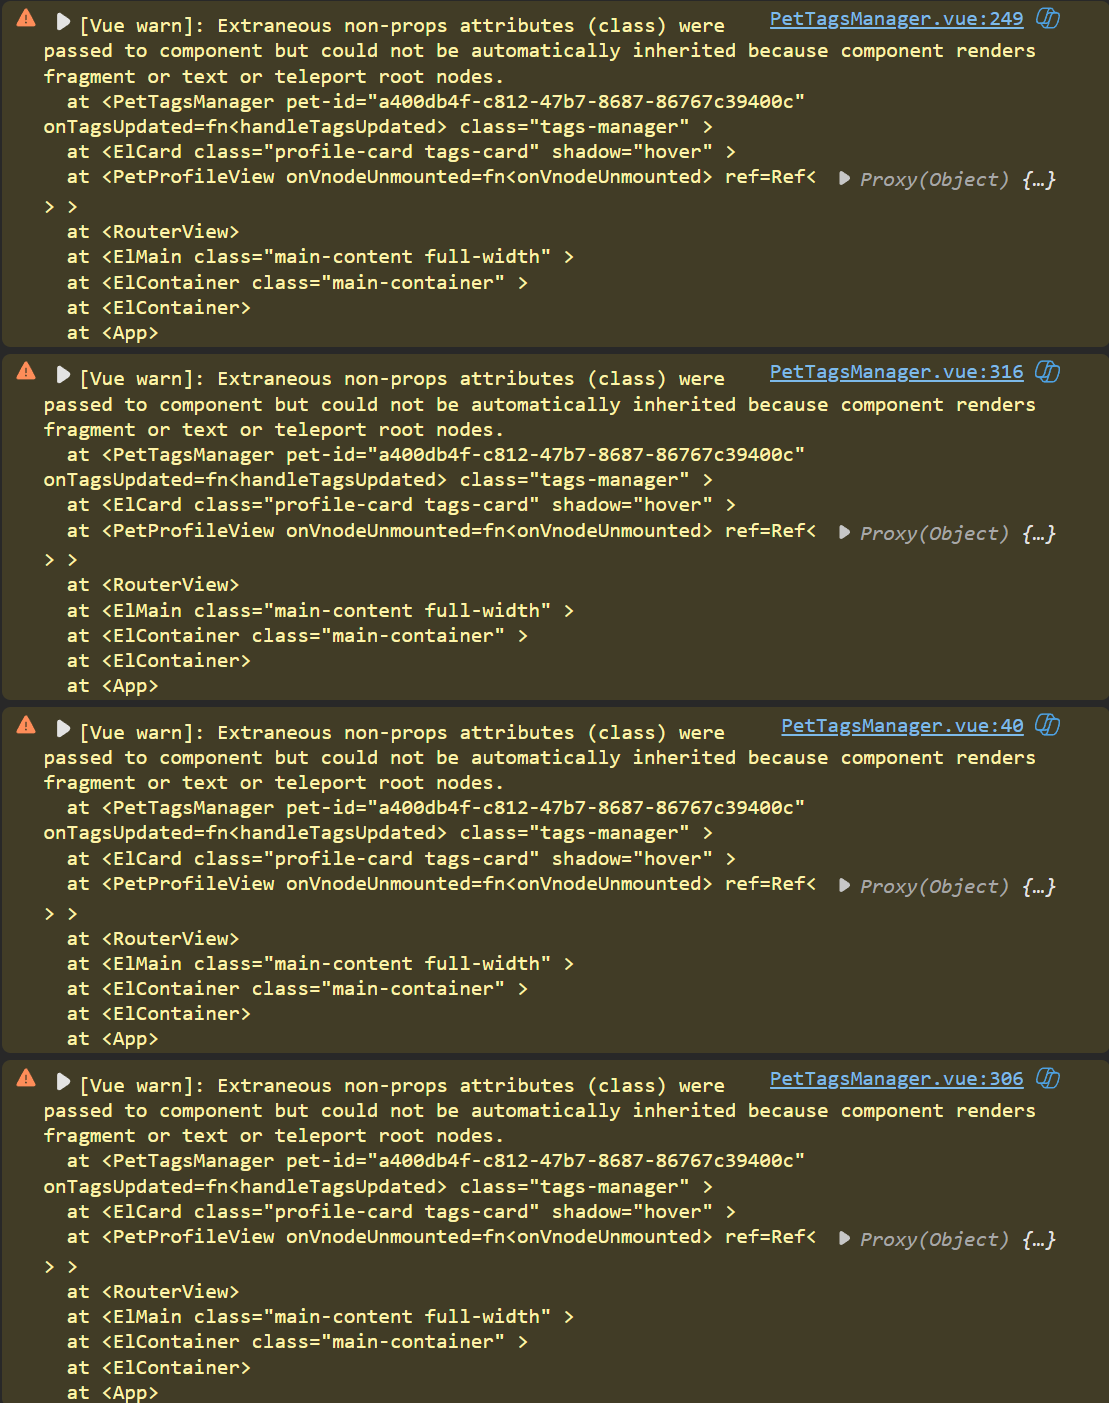 [Vue warn]: Extraneous non-props attributes (class) were PetTagsManager.vue:249
passed to component but could not be automatically inherited because component renders
fragment or text or teleport root nodes.
at <PetTagsManager pet-id="a400db4f-c812-47b7-8687-86767c39400c"
onTagsUpdated=fn<handleTagsUpdated> class="tags-manager" >
at <ElCard class="profile-card tags-card" shadow="hover" >
at <PetProfileView onVnodeUnmounted=fn<onVnodeUnmounted> ref=Ref< Proxy(Object) {…}
> >
at <RouterView>
at <ElMain class="main-content full-width" >
at <ElContainer class="main-container" >
at <ElContainer>
at <App>
[Vue warn]: Extraneous non-props attributes (class) were PetTagsManager.vue:316
passed to component but could not be automatically inherited because component renders
fragment or text or teleport root nodes.
at <PetTagsManager pet-id="a400db4f-c812-47b7-8687-86767c39400c"
onTagsUpdated=fn<handleTagsUpdated> class="tags-manager" >
at <ElCard class="profile-card tags-card" shadow="hover" >
at <PetProfileView onVnodeUnmounted=fn<onVnodeUnmounted> ref=Ref< Proxy(Object) {…}
> >
at <RouterView>
at <ElMain class="main-content full-width" >
at <ElContainer class="main-container" >
at <ElContainer>
at <App>
[Vue warn]: Extraneous non-props attributes (class) were PetTagsManager.vue:40
passed to component but could not be automatically inherited because component renders
fragment or text or teleport root nodes.
at <PetTagsManager pet-id="a400db4f-c812-47b7-8687-86767c39400c"
onTagsUpdated=fn<handleTagsUpdated> class="tags-manager" >
at <ElCard class="profile-card tags-card" shadow="hover" >
at <PetProfileView onVnodeUnmounted=fn<onVnodeUnmounted> ref=Ref< Proxy(Object) {…}
> >
at <RouterView>
at <ElMain class="main-content full-width" >
at <ElContainer class="main-container" >
at <ElContainer>
at <App>
[Vue warn]: Extraneous non-props attributes (class) were PetTagsManager.vue:306
passed to component but could not be automatically inherited because component renders
fragment or text or teleport root nodes.
at <PetTagsManager pet-id="a400db4f-c812-47b7-8687-86767c39400c"
onTagsUpdated=fn<handleTagsUpdated> class="tags-manager" >
at <ElCard class="profile-card tags-card" shadow="hover" >
at <PetProfileView onVnodeUnmounted=fn<onVnodeUnmounted> ref=Ref< Proxy(Object) {…}
> >
at <RouterView>
at <ElMain class="main-content full-width" >
at <ElContainer class="main-container" >
at <ElContainer>
at <App>